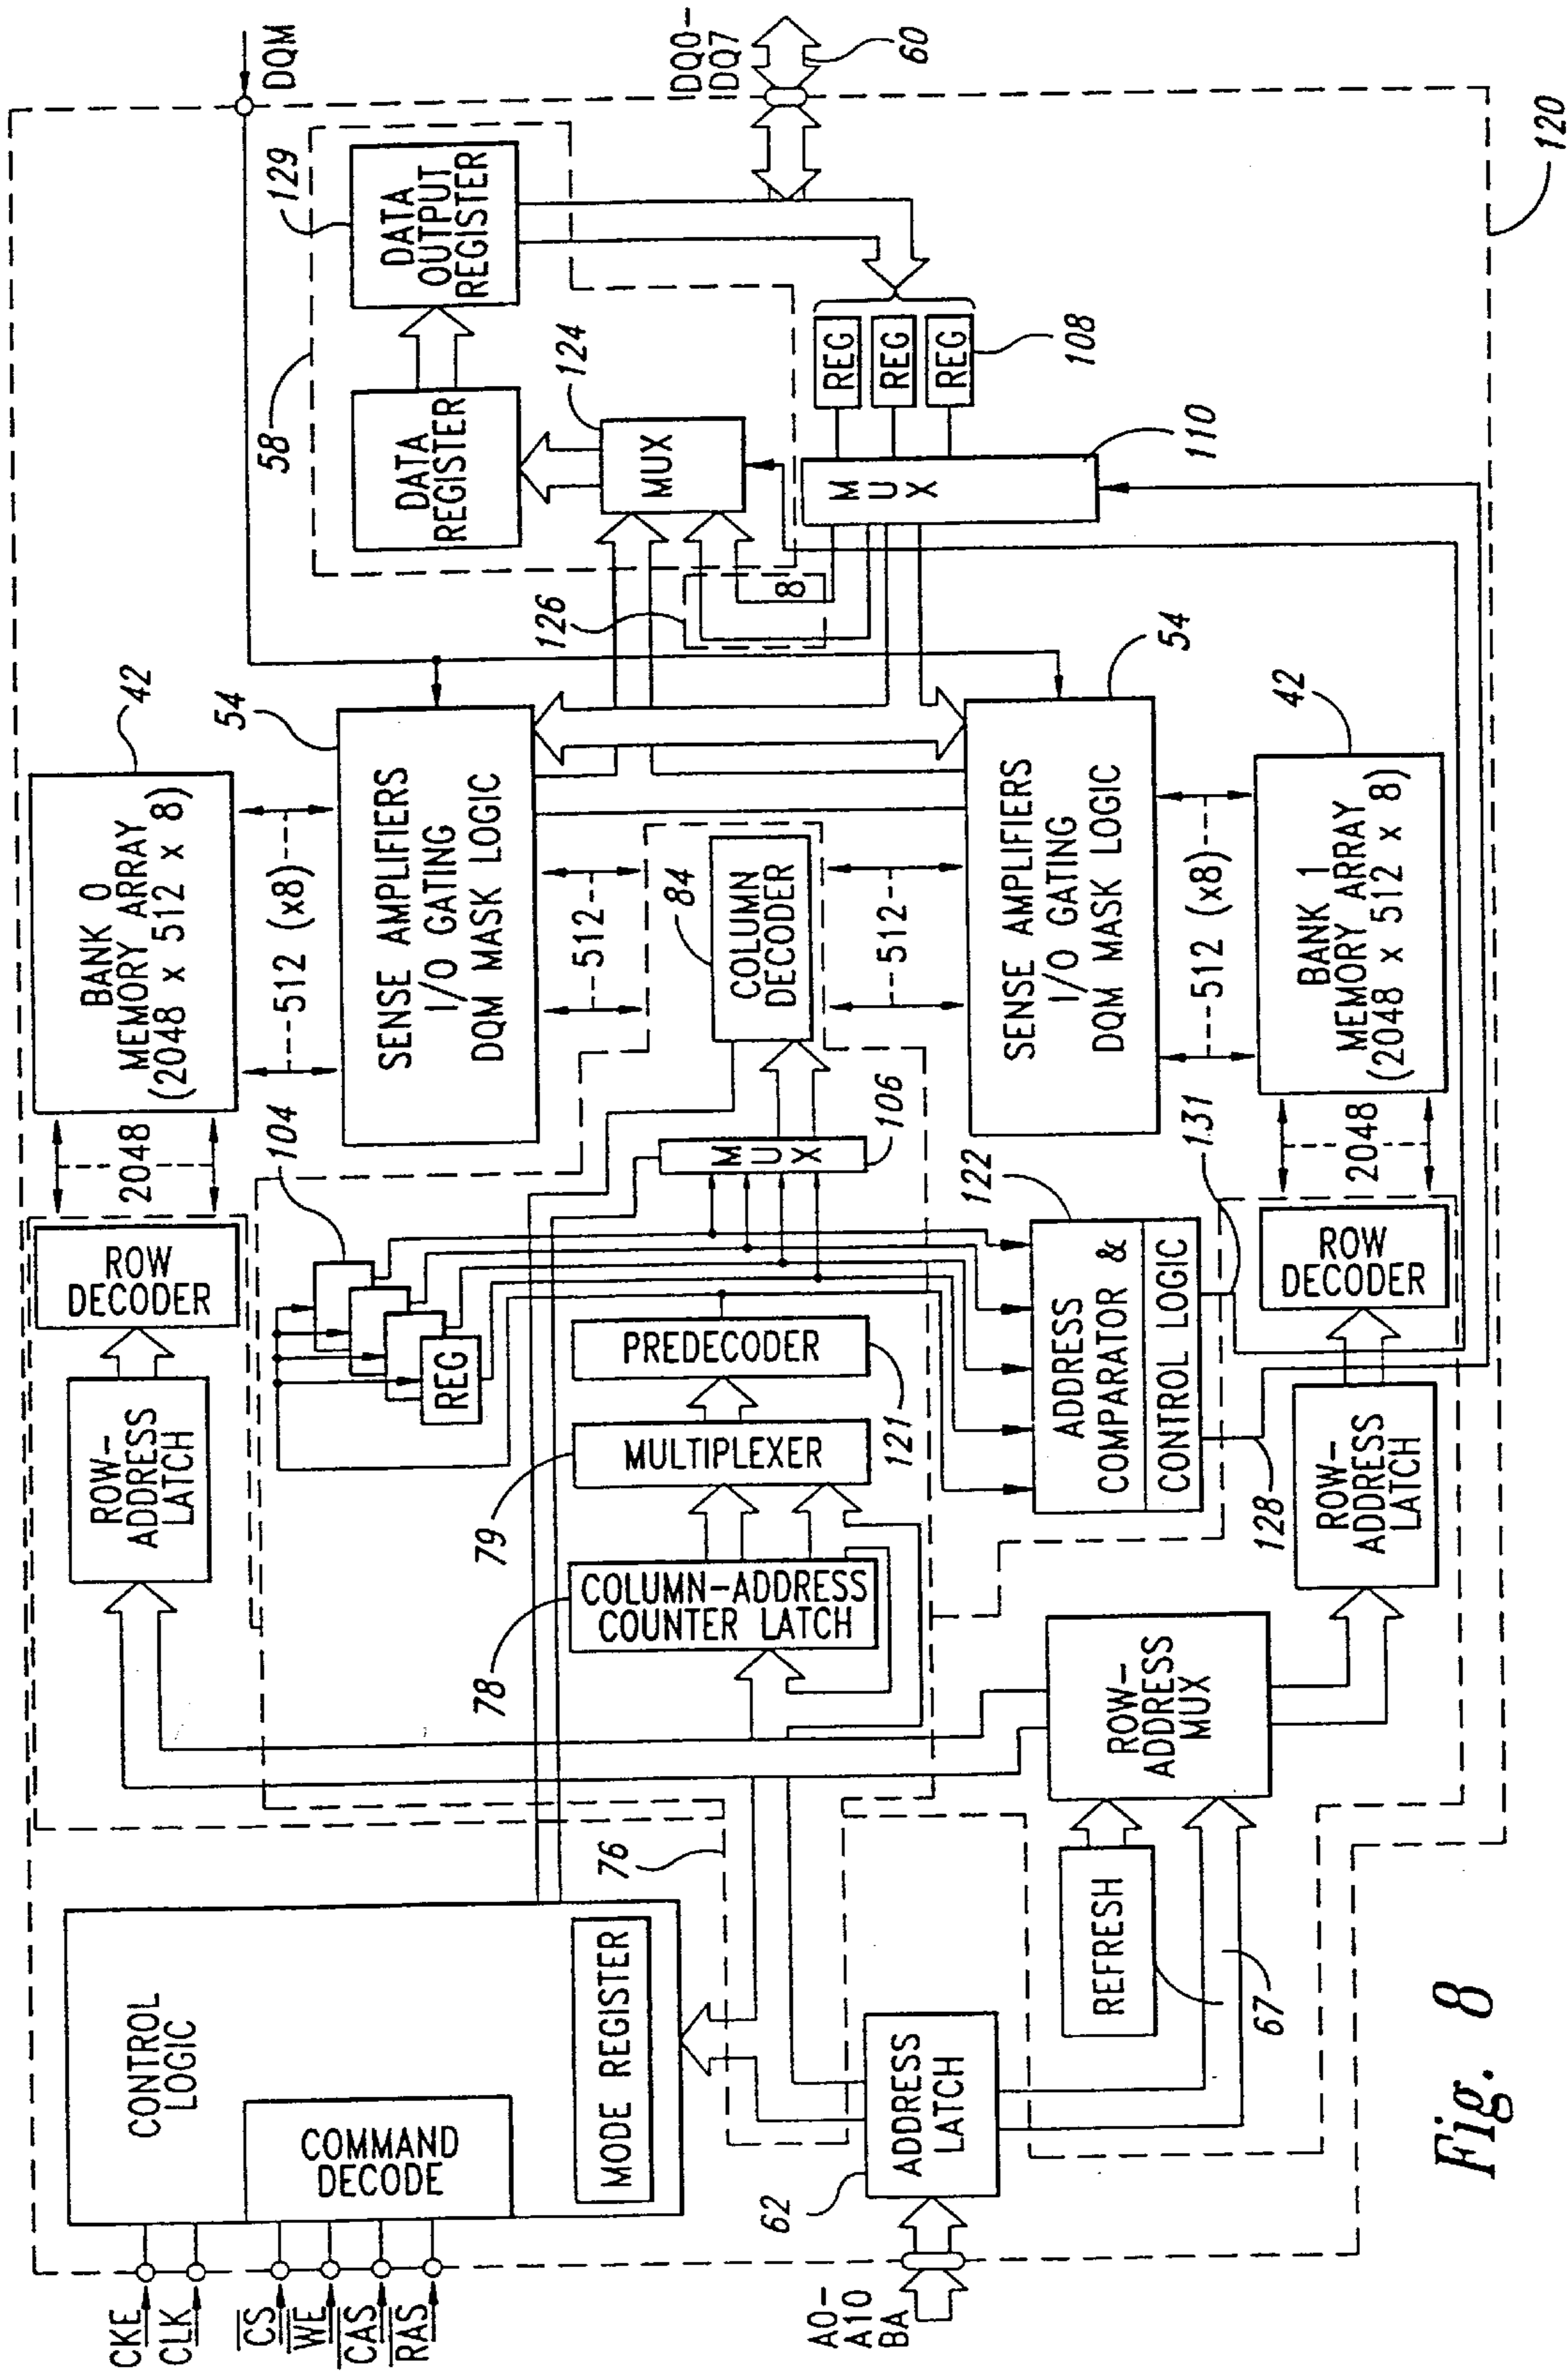 CKE
CLK
CS
WE
CAS
RAS
CONTROL
LOGIC
COMMAND
DECODE
MODE REGISTER
A0-
A10
BA
62
ADDRESS
LATCH
76
REFRESH
67
ROW-
ADDRESS
MUX
ROW-
ADDRESS
LATCH
ROW
DECODER
2048
BANK 0
MEMORY ARRAY
(2048 x 512 x 8)
42
512 (x8)
54
SENSE AMPLIFIERS
I/O GATING
DQM MASK LOGIC
512
104
REG
78
COLUMN-ADDRESS
COUNTER LATCH
79
MULTIPLEXER
PREDECODER
121
MUX
106
84
COLUMN
DECODER
512
122
ADDRESS
COMPARATOR &
CONTROL LOGIC
128
131
SENSE AMPLIFIERS
I/O GATING
DQM MASK LOGIC
54
512 (x8)
BANK 1
MEMORY ARRAY
(2048 x 512 x 8)
42
2048
ROW
DECODER
ROW-
ADDRESS
LATCH
126
8
58
DATA
REGISTER
129
DATA
OUTPUT
REGISTER
124
MUX
MUX
110
REG
REG
REG
108
DQM
DQ0-
DQ7
60
120
Fig. 8